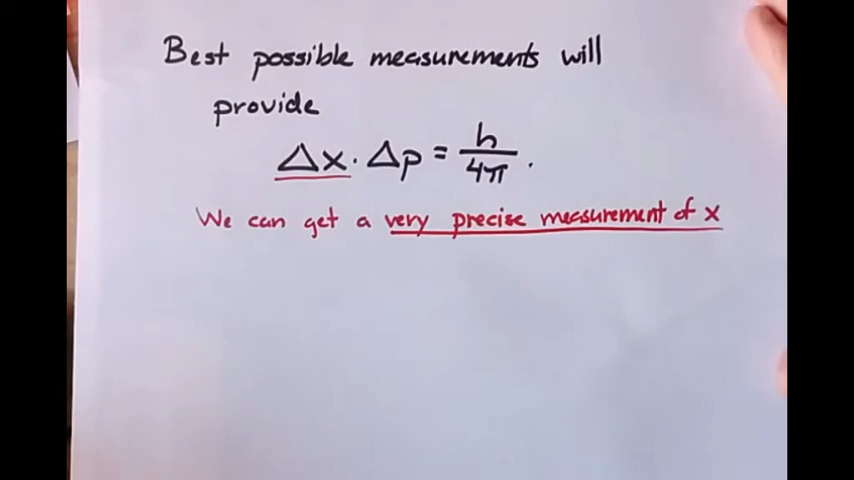 Best possible measurements will
provide
Δx · Δp = h/4π .
We can get a very precise measurement of x